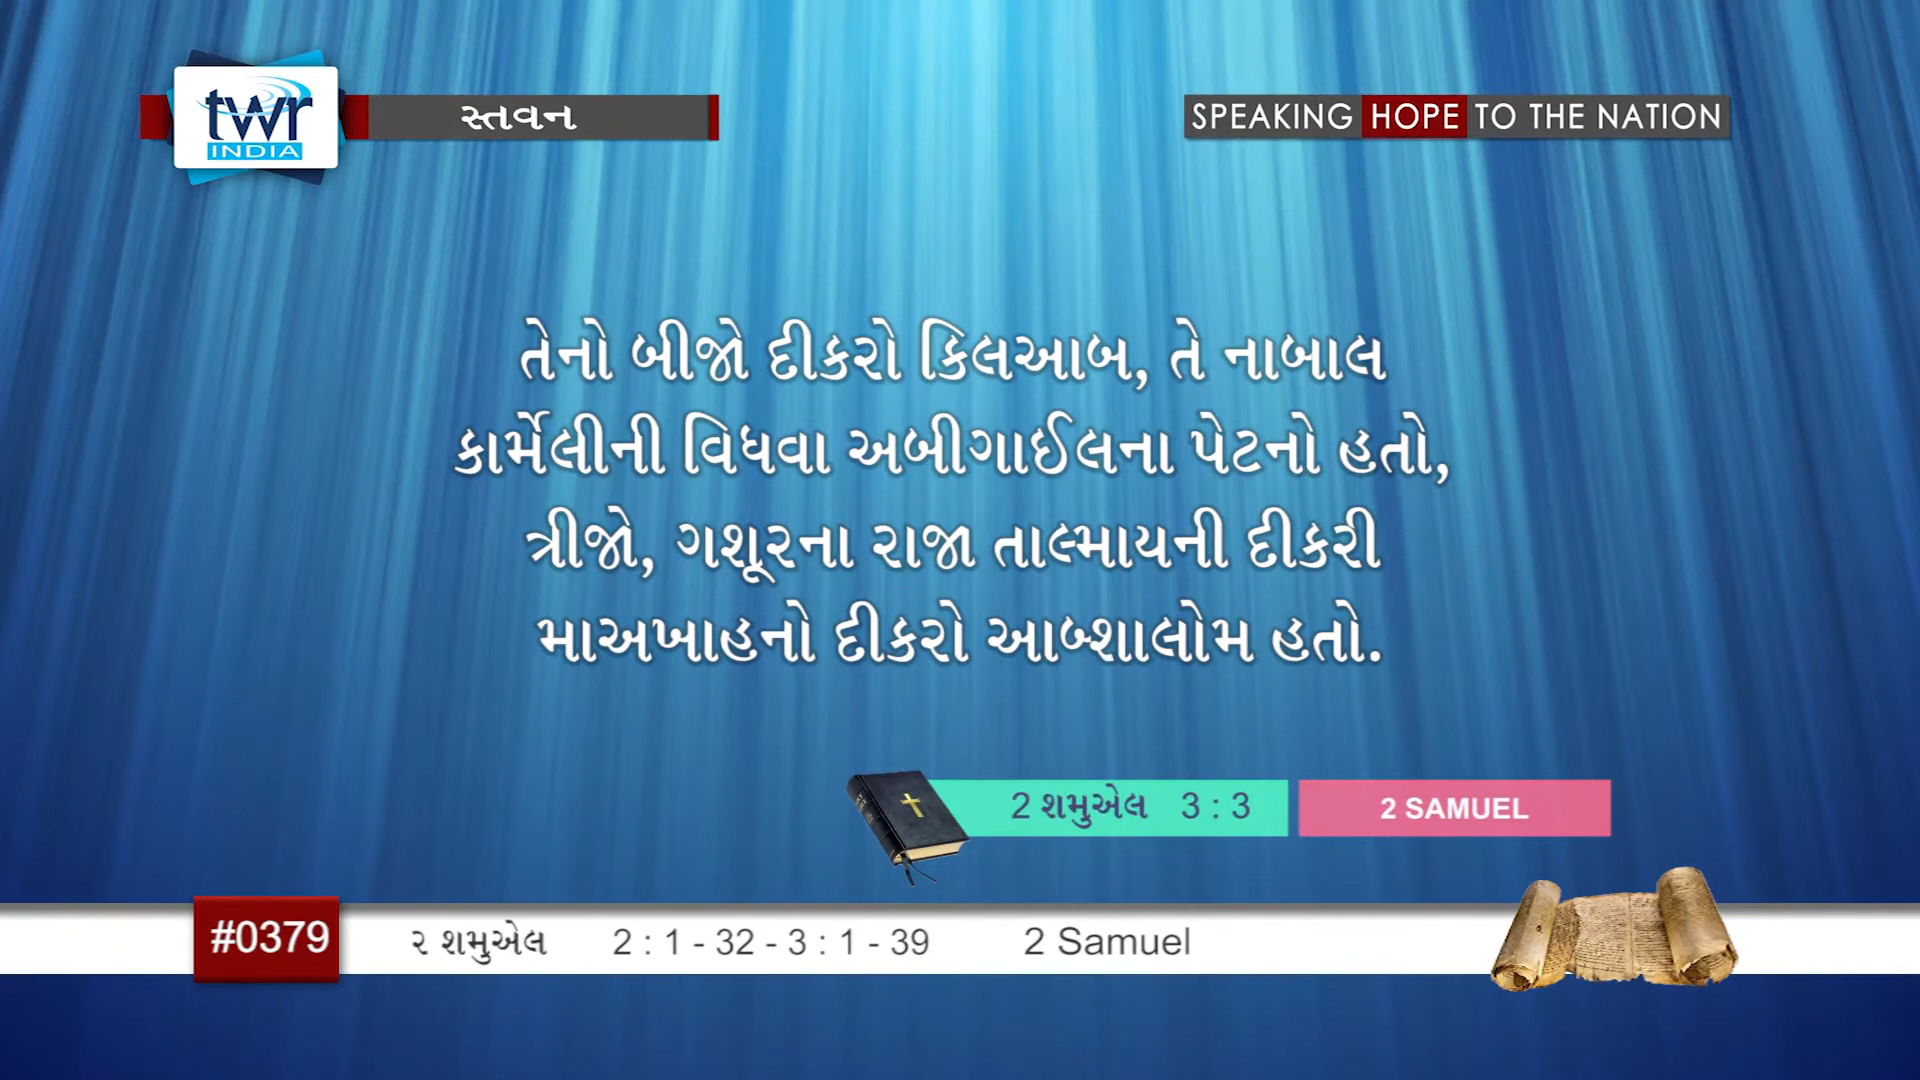 twr
INDIA
સ્તવન
SPEAKING HOPE TO THE NATION
તેનો બીજો દીકરો કિલઆબ, તે નાબાલ
કાર્મેલીની વિધવા અબીગાઈલના પેટનો હતો,
ત્રીજો, ગશૂરના રાજા તાલ્માયની દીકરી
માઅખાહનો દીકરો આબ્શાલોમ હતો.
2 શમુએલ 3 : 3
2 SAMUEL
#0379
૨ શમુએલ 2 : 1 - 32 - 3 : 1 - 39 2 Samuel